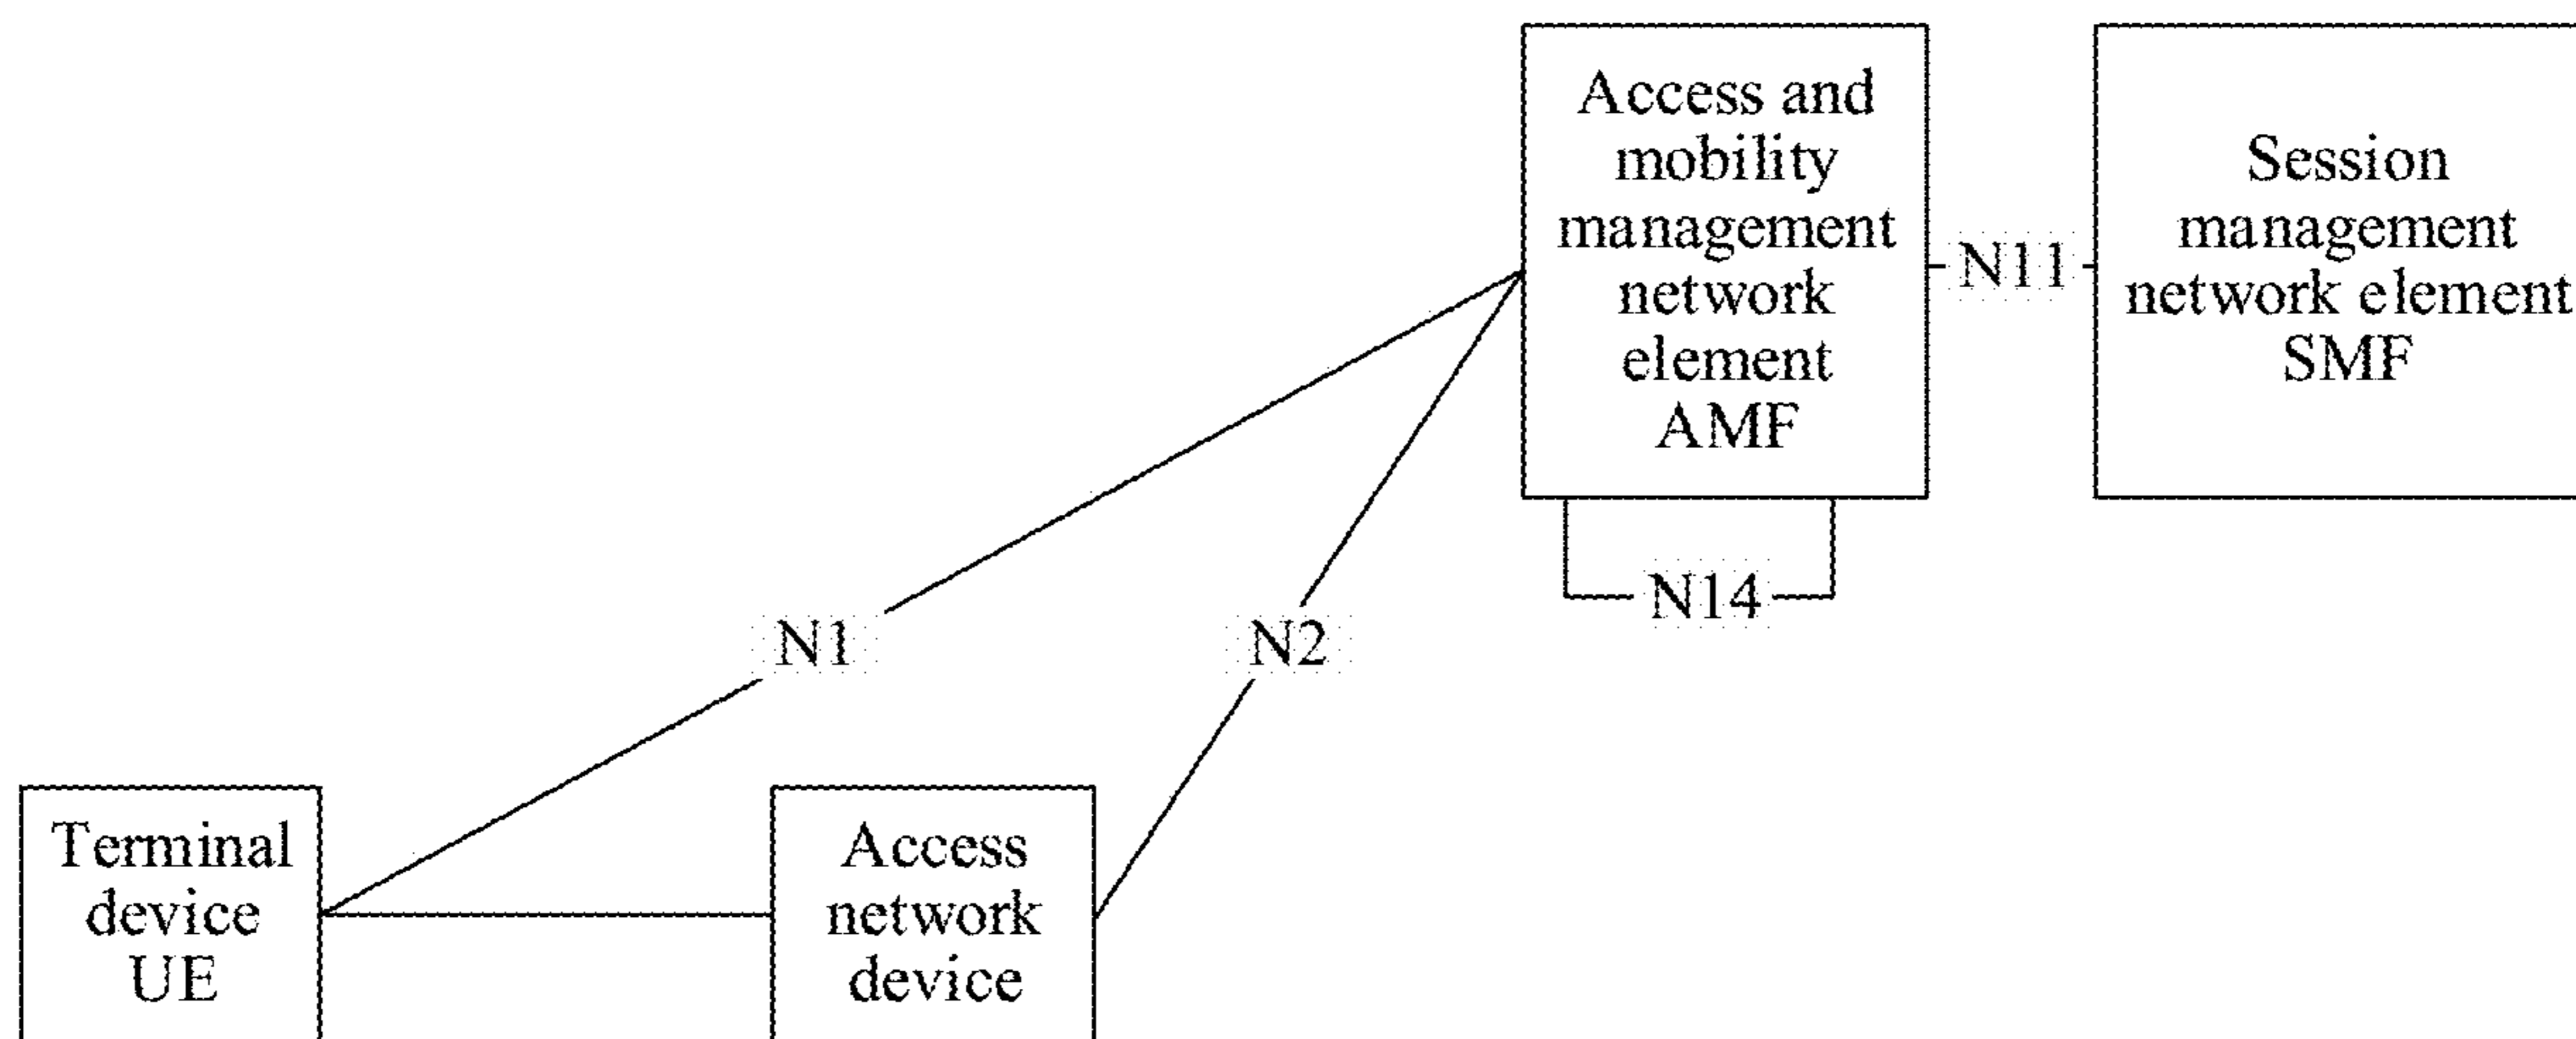 Access and
mobility
management
network
element
AMF
N11
Session
management
network element
SMF
N14
N1
N2
Terminal
device
UE
Access
network
device